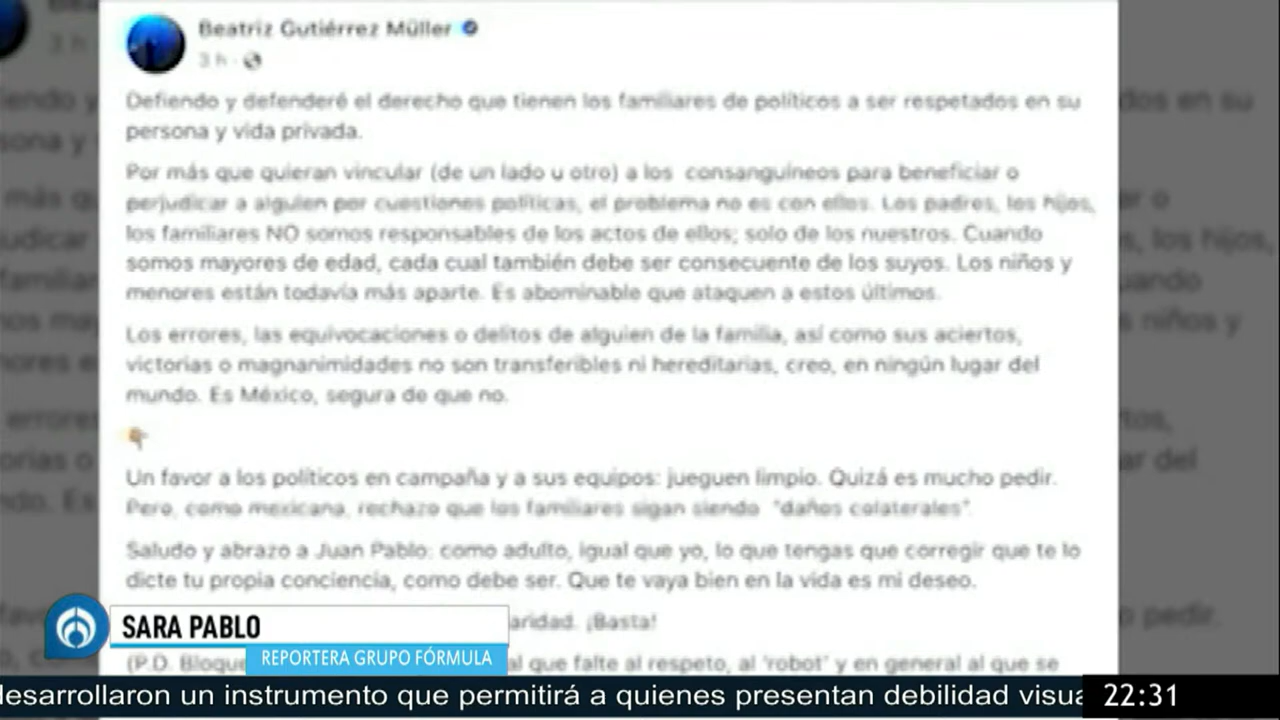 Beatriz Gutiérrez Müller
3 h
Defiendo y defenderé el derecho que tienen los familiares de políticos a ser respetados en su
persona y vida privada.
Por más que quieran vincular (de un lado u otro) a los consanguíneos para beneficiar o
perjudicar a alguien por cuestiones políticas, el problema no es con ellos. Los padres, los hijos,
los familiares NO somos responsables de los actos de ellos; solo de los nuestros. Cuando
somos mayores de edad, cada cual también debe ser consecuente de los suyos. Los niños y
menores están todavía más aparte. Es abominable que ataquen a estos últimos.
Los errores, las equivocaciones o delitos de alguien de la familia, así como sus aciertos,
victorias o magnanimidades no son transferibles ni hereditarias, creo, en ningún lugar del
mundo. Es México, segura de que no.
Un favor a los políticos en campaña y a sus equipos: jueguen limpio. Quizá es mucho pedir.
Pero, como mexicana, rechazo que los familiares sigan siendo "daños colaterales".
Saludo y abrazo a Juan Pablo: como adulto, igual que yo, lo que tengas que corregir que te lo
dicte tu propia conciencia, como debe ser. Que te vaya bien en la vida es mi deseo.
aridad. ¡Basta!
(P.D. Bloque
al que falte al respeto, al 'robot' y en general al que se
SARA PABLO
REPORTERA GRUPO FÓRMULA
desarrollaron un instrumento que permitirá a quienes presentan debilidad visua
22:31